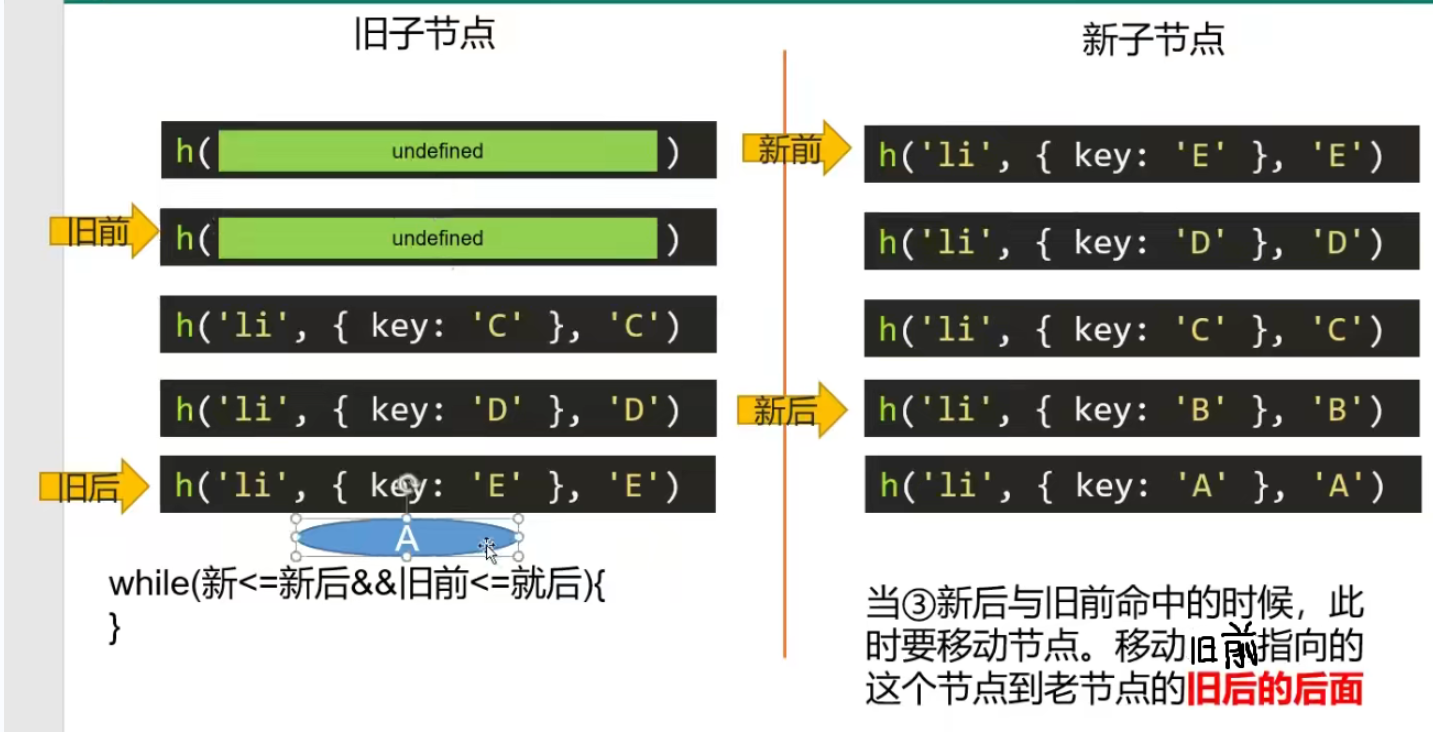 旧子节点
新子节点
h( undefined )
新前
h('li', { key: 'E' }, 'E')
旧前
h( undefined )
h('li', { key: 'D' }, 'D')
h('li', { key: 'C' }, 'C')
h('li', { key: 'C' }, 'C')
h('li', { key: 'D' }, 'D')
新后
h('li', { key: 'B' }, 'B')
旧后
h('li', { key: 'E' }, 'E')
h('li', { key: 'A' }, 'A')
A
while(新<=新后&&旧前<=就后){
}
当③新后与旧前命中的时候，此
时要移动节点。移动旧前指向的
这个节点到老节点的旧后的后面